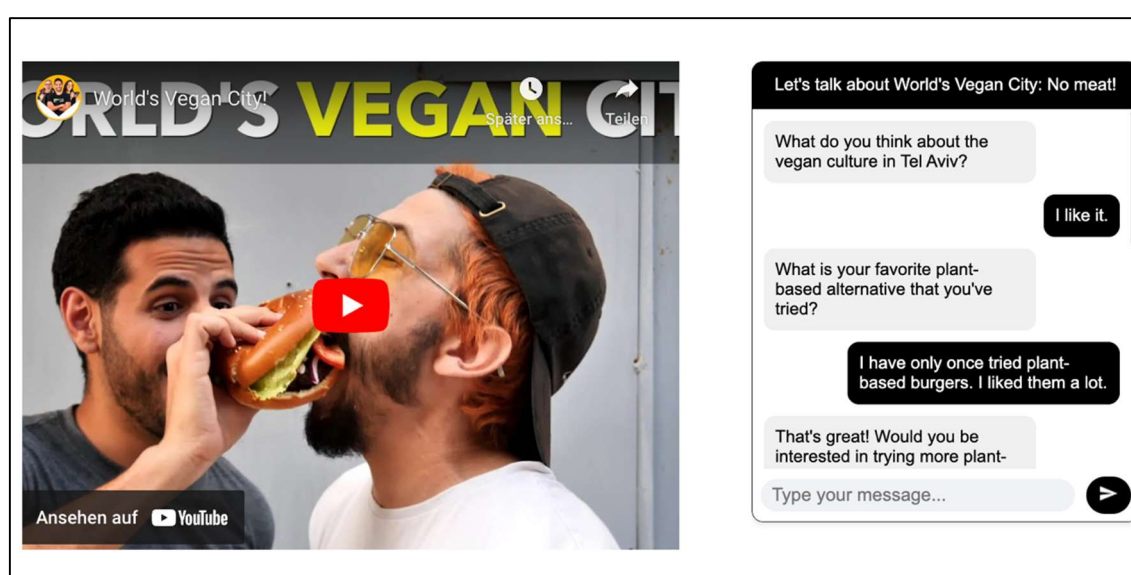 ORLD'S VEGAN CIT
World's Vegan City!
Später ans...
Teilen
Ansehen auf YouTube
Let's talk about World's Vegan City: No meat!
What do you think about the
vegan culture in Tel Aviv?
I like it.
What is your favorite plant-
based alternative that you've
tried?
I have only once tried plant-
based burgers. I liked them a lot.
That's great! Would you be
interested in trying more plant-
Type your message...